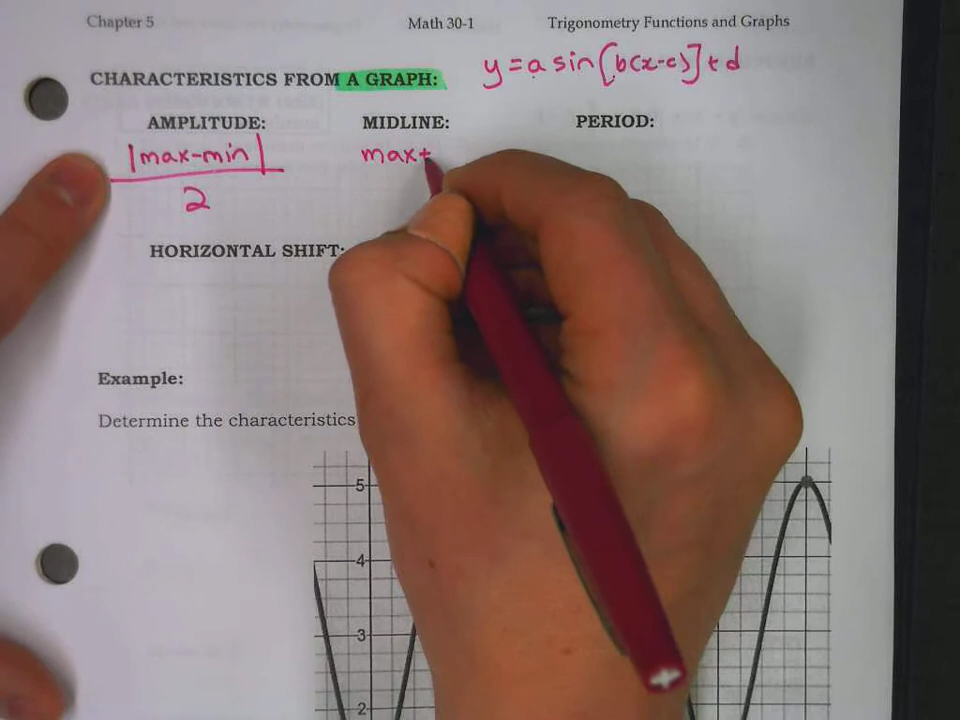 Chapter 5 Math 30-1 Trigonometry Functions and Graphs
CHARACTERISTICS FROM A GRAPH: y = a sin[b(x-c)] + d
AMPLITUDE: MIDLINE: PERIOD:
|max-min| max+
2
HORIZONTAL SHIFT:
Example:
Determine the characteristics
5
4
3
2